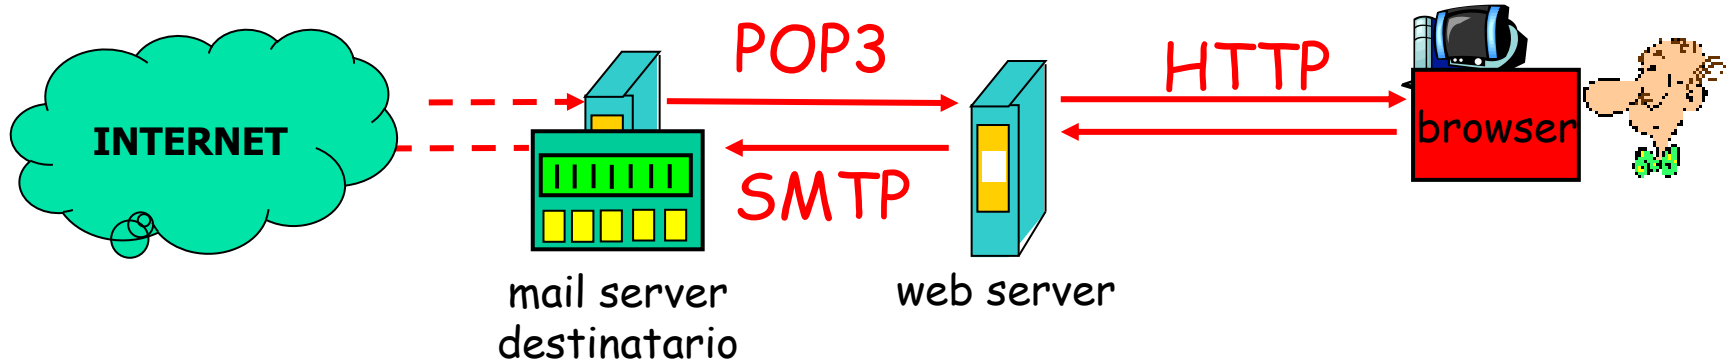 POP3
HTTP
INTERNET
browser
SMTP
mail server
destinatario
web server